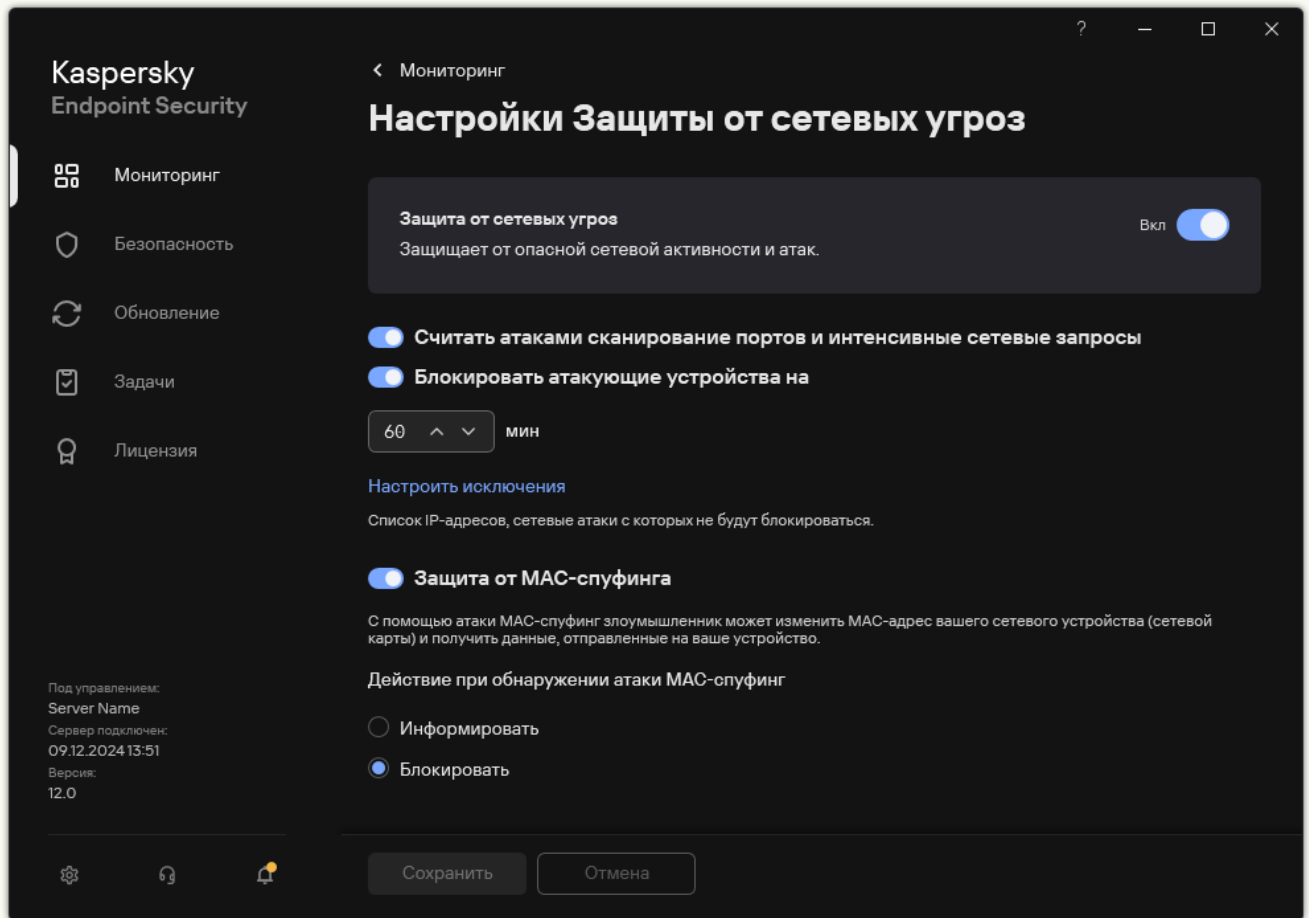 ?
Kaspersky
Endpoint Security
Мониторинг
Безопасность
Обновление
Задачи
Лицензия
Под управлением:
Server Name
Сервер подключен:
09.12.2024 13:51
Версия:
12.0
Мониторинг
Настройки Защиты от сетевых угроз
Защита от сетевых угроз
Вкл
Защищает от опасной сетевой активности и атак.
Считать атаками сканирование портов и интенсивные сетевые запросы
Блокировать атакующие устройства на
60 мин
Настроить исключения
Список IP-адресов, сетевые атаки с которых не будут блокироваться.
Защита от MAC-спуфинга
С помощью атаки MAC-спуфинг злоумышленник может изменить MAC-адрес вашего сетевого устройства (сетевой
карты) и получить данные, отправленные на ваше устройство.
Действие при обнаружении атаки MAC-спуфинг
Информировать
Блокировать
Сохранить
Отмена